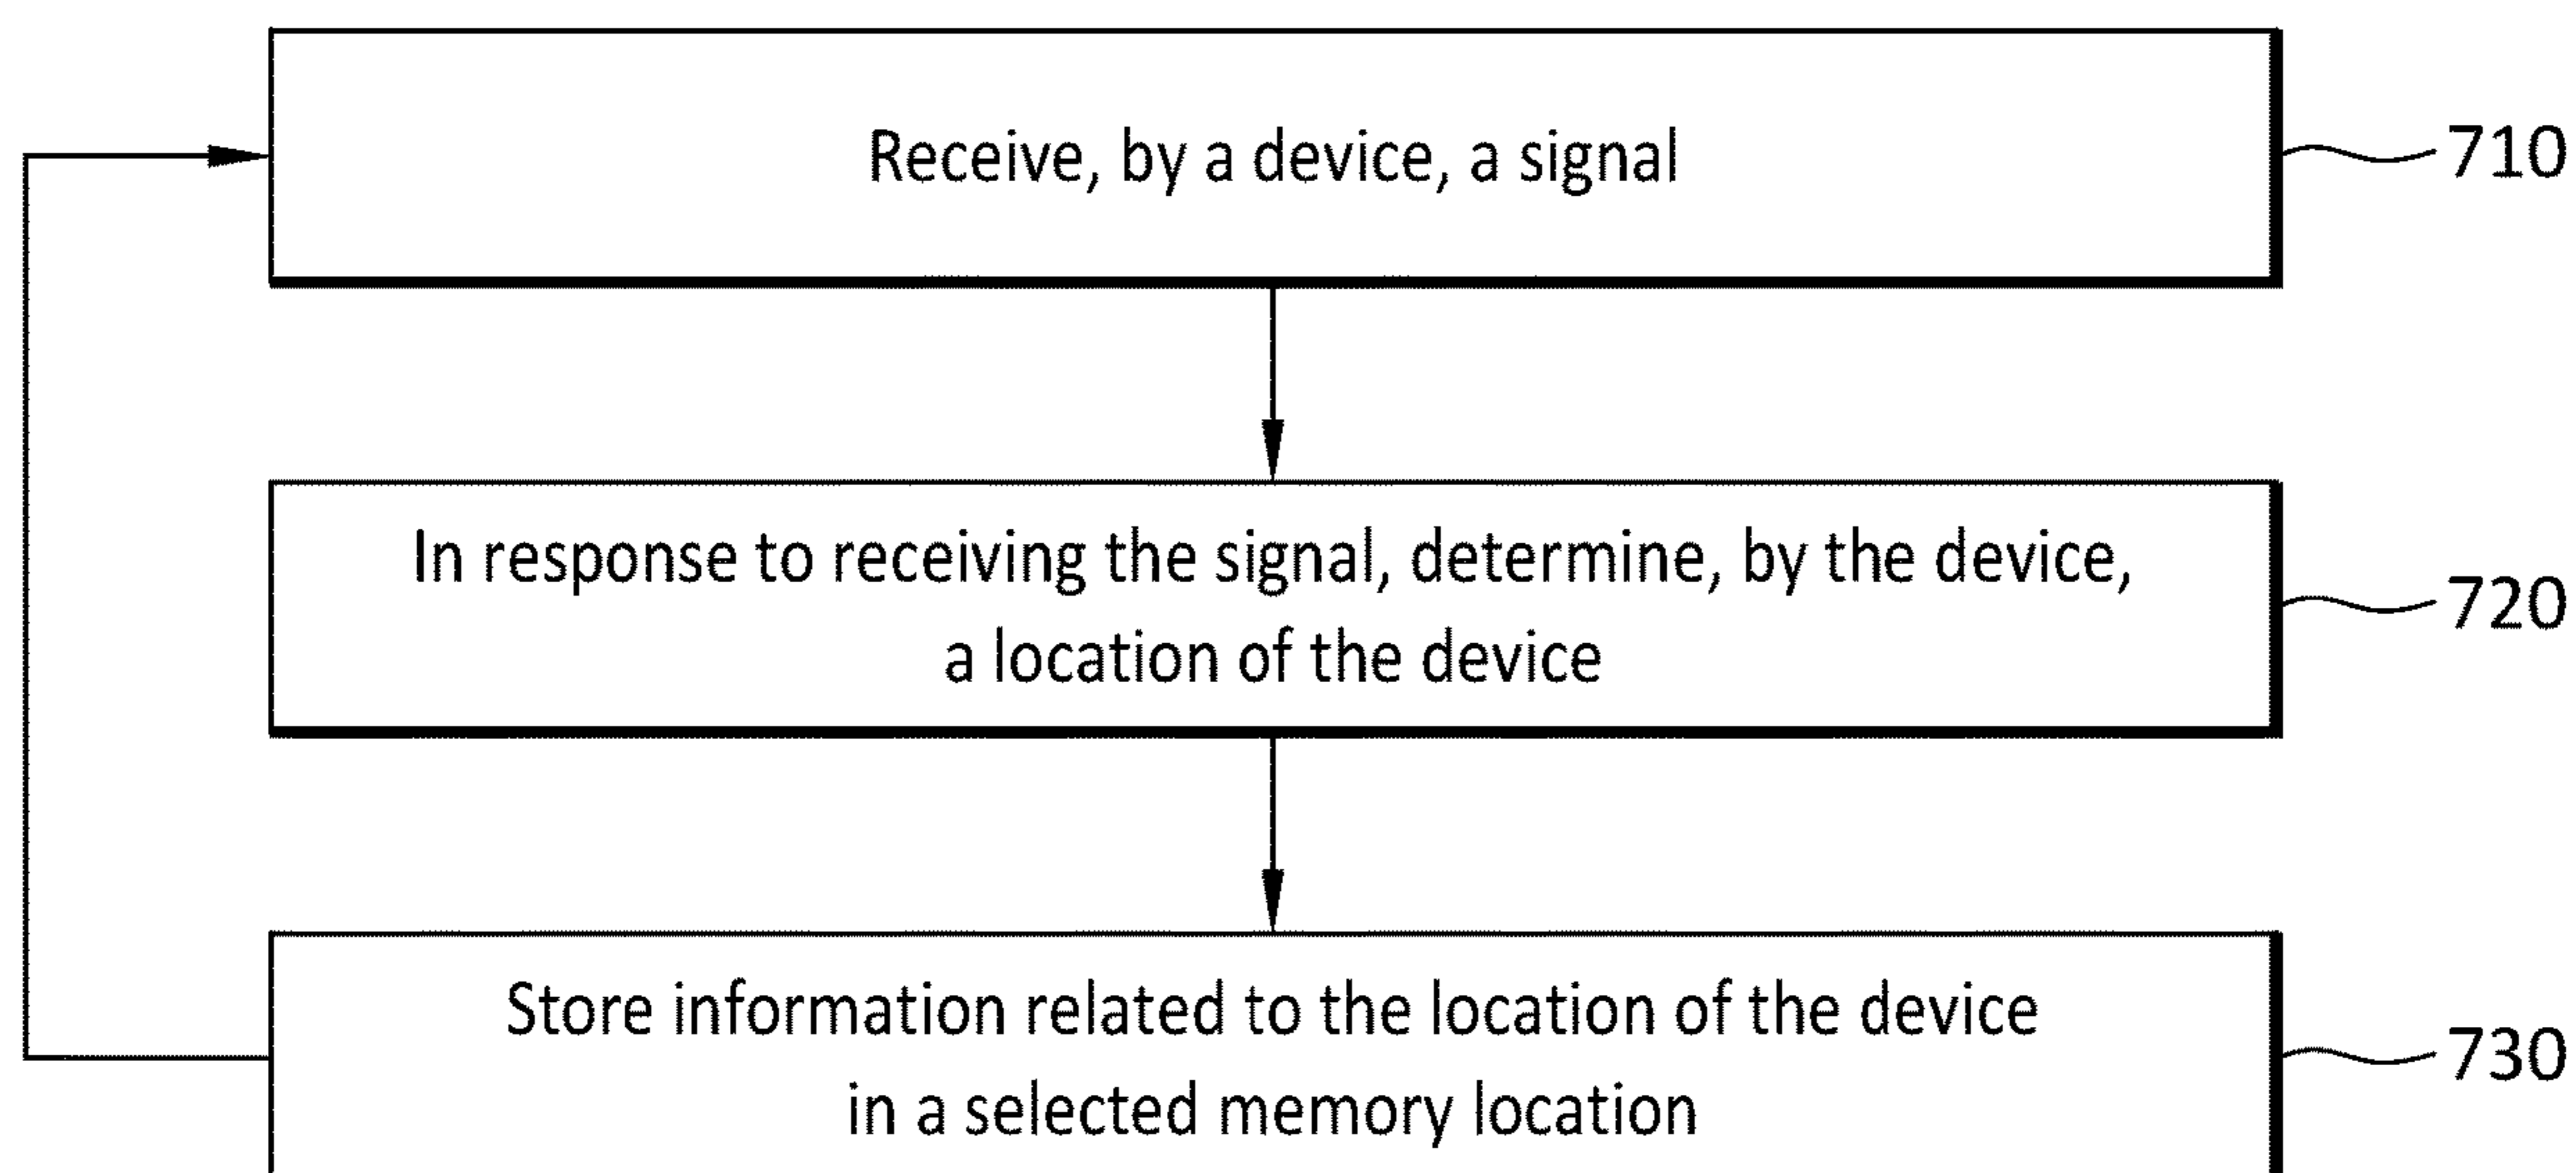 Receive, by a device, a signal
710
In response to receiving the signal, determine, by the device,
a location of the device
720
Store information related to the location of the device
in a selected memory location
730